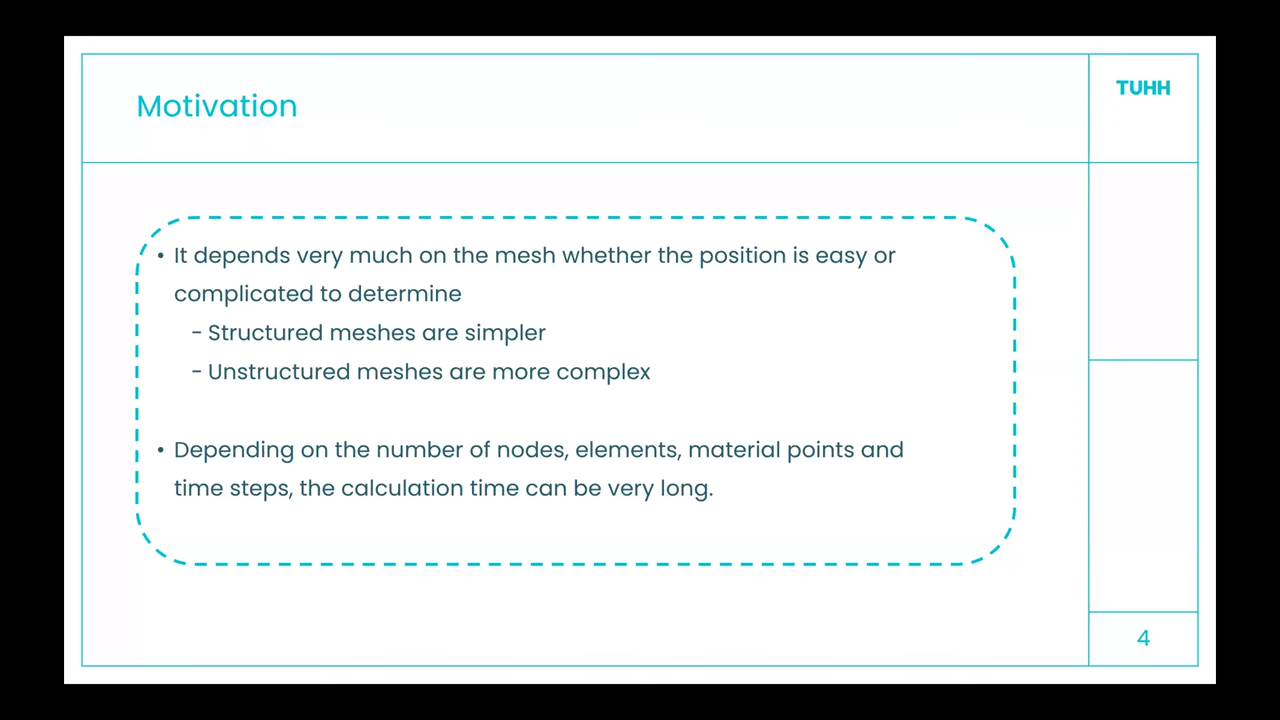 Motivation
TUHH
• It depends very much on the mesh whether the position is easy or
complicated to determine
- Structured meshes are simpler
- Unstructured meshes are more complex
• Depending on the number of nodes, elements, material points and
time steps, the calculation time can be very long.
4